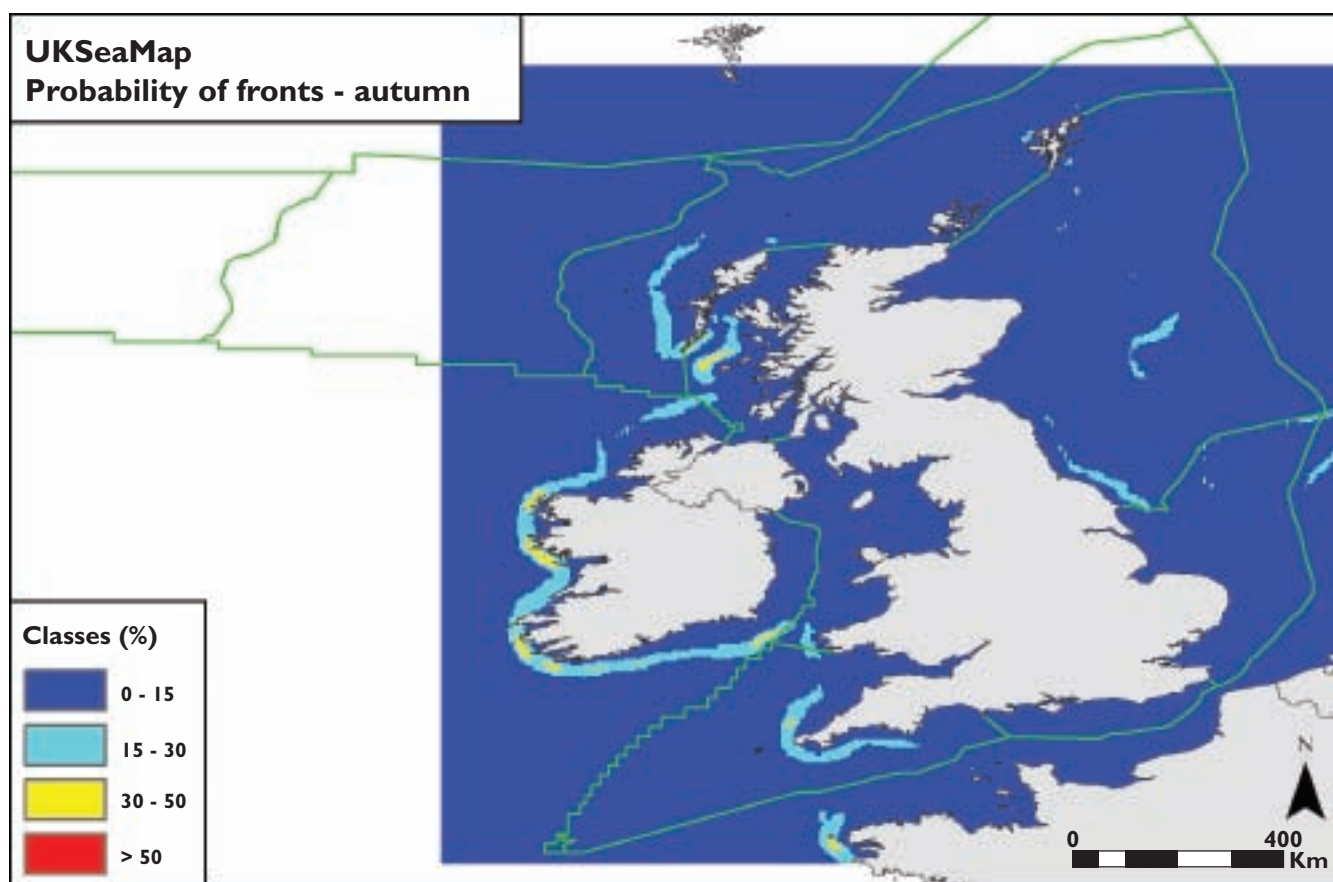 UKSeaMap
Probability of fronts - autumn
Classes (%)
0 - 15
15 - 30
30 - 50
> 50
N
0 400
Km